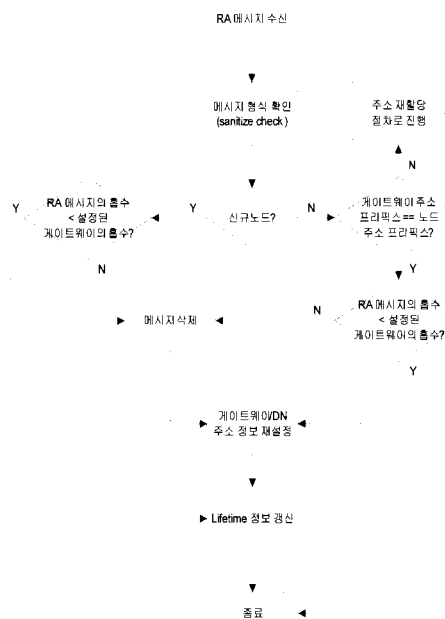 RA 메시지 수신
메시지 형식 확인
(sanitize check)
주소 재할당
절차로 진행
N
Y
RA 메시지의 홉수
< 설정된
게이트웨이의 홉수?
Y
신규노드?
N
게이트웨이 주소
프리픽스== 노드
주소 프리픽스?
N
Y
메시지삭제
N
RA 메시지의 홉수
< 설정된
게이트웨어의 홉수?
Y
게이트웨이/DN
주소 정보 재설정
Lifetime 정보 갱신
종료